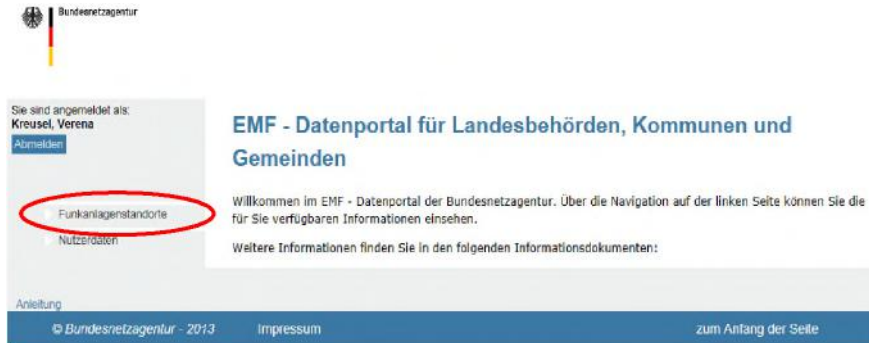 Bundesnetzagentur
Sie sind angemeldet als:
Kreusel, Verena
Abmelden
Funkanlagenstandorte
Nutzerdaten
Anleitung
EMF - Datenportal für Landesbehörden, Kommunen und
Gemeinden
Willkommen im EMF - Datenportal der Bundesnetzagentur. Über die Navigation auf der linken Seite können Sie die
für Sie verfügbaren Informationen einsehen.
Weitere Informationen finden Sie in den folgenden Informationsdokumenten:
© Bundesnetzagentur - 2013 Impressum zum Anfang der Seite